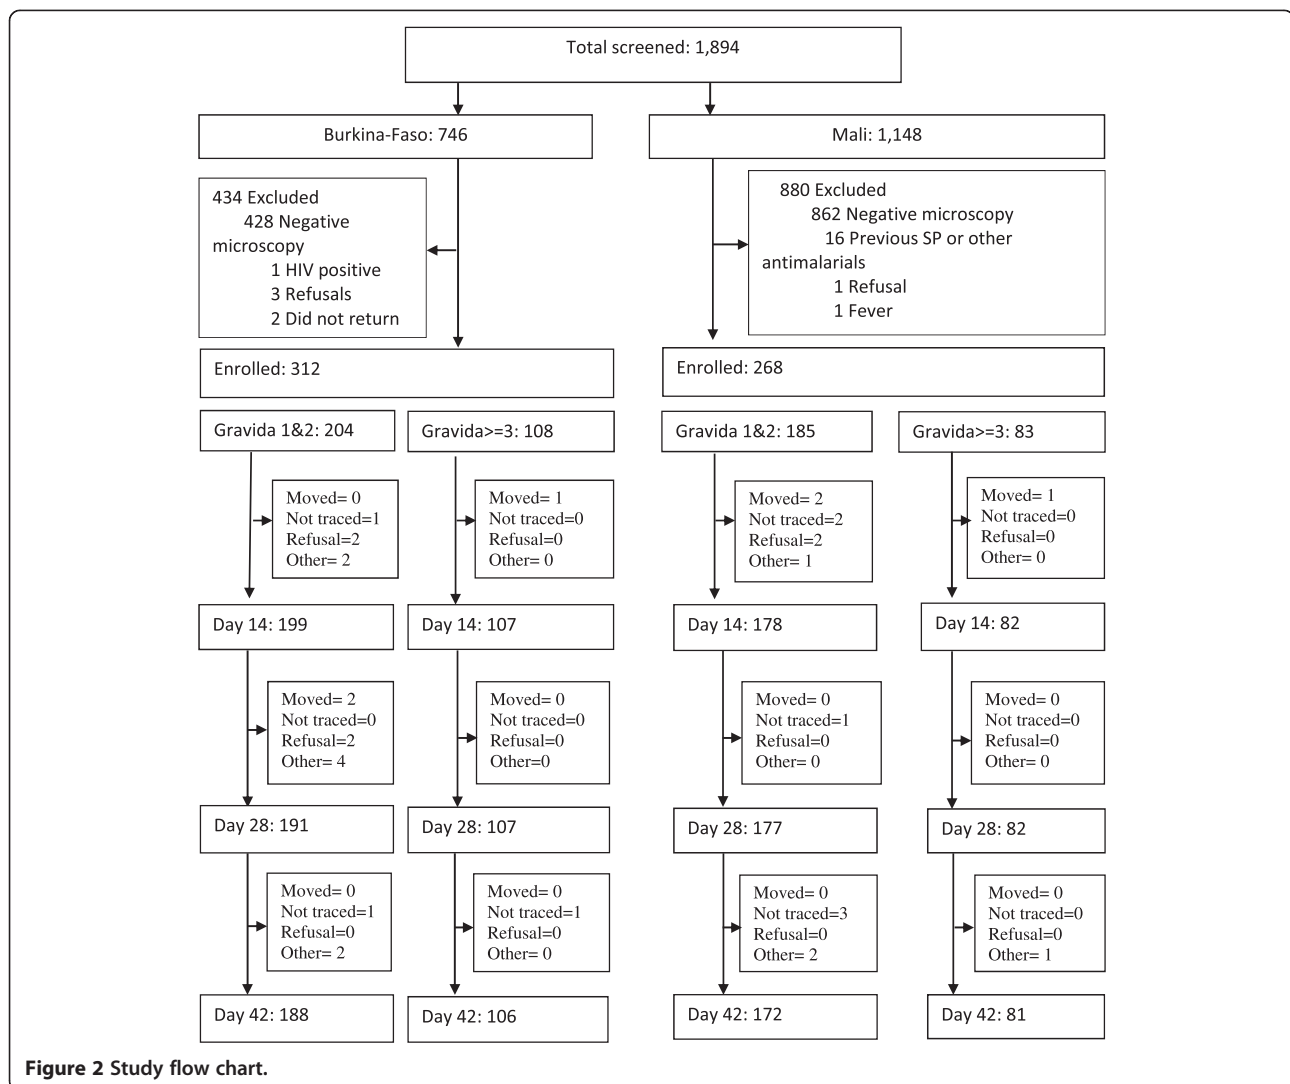 Total screened: 1,894
Burkina-Faso: 746
Mali: 1,148
434 Excluded
428 Negative
microscopy
1 HIV positive
3 Refusals
2 Did not return
880 Excluded
862 Negative microscopy
16 Previous SP or other
antimalarials
1 Refusal
1 Fever
Enrolled: 312
Enrolled: 268
Gravida 1&2: 204
Gravida>=3: 108
Gravida 1&2: 185
Gravida>=3: 83
Moved= 0
Not traced=1
Refusal=2
Other= 2
Moved= 1
Not traced=0
Refusal=0
Other= 0
Moved= 2
Not traced=2
Refusal=2
Other= 1
Moved= 1
Not traced=0
Refusal=0
Other= 0
Day 14: 199
Day 14: 107
Day 14: 178
Day 14: 82
Moved= 2
Not traced=0
Refusal=2
Other= 4
Moved= 0
Not traced=0
Refusal=0
Other=0
Moved= 0
Not traced=1
Refusal=0
Other= 0
Moved= 0
Not traced=0
Refusal=0
Other= 0
Day 28: 191
Day 28: 107
Day 28: 177
Day 28: 82
Moved= 0
Not traced=1
Refusal=0
Other= 2
Moved= 0
Not traced=1
Refusal=0
Other= 0
Moved= 0
Not traced=3
Refusal=0
Other= 2
Moved= 0
Not traced=0
Refusal=0
Other= 1
Day 42: 188
Day 42: 106
Day 42: 172
Day 42: 81
Figure 2 Study flow chart.